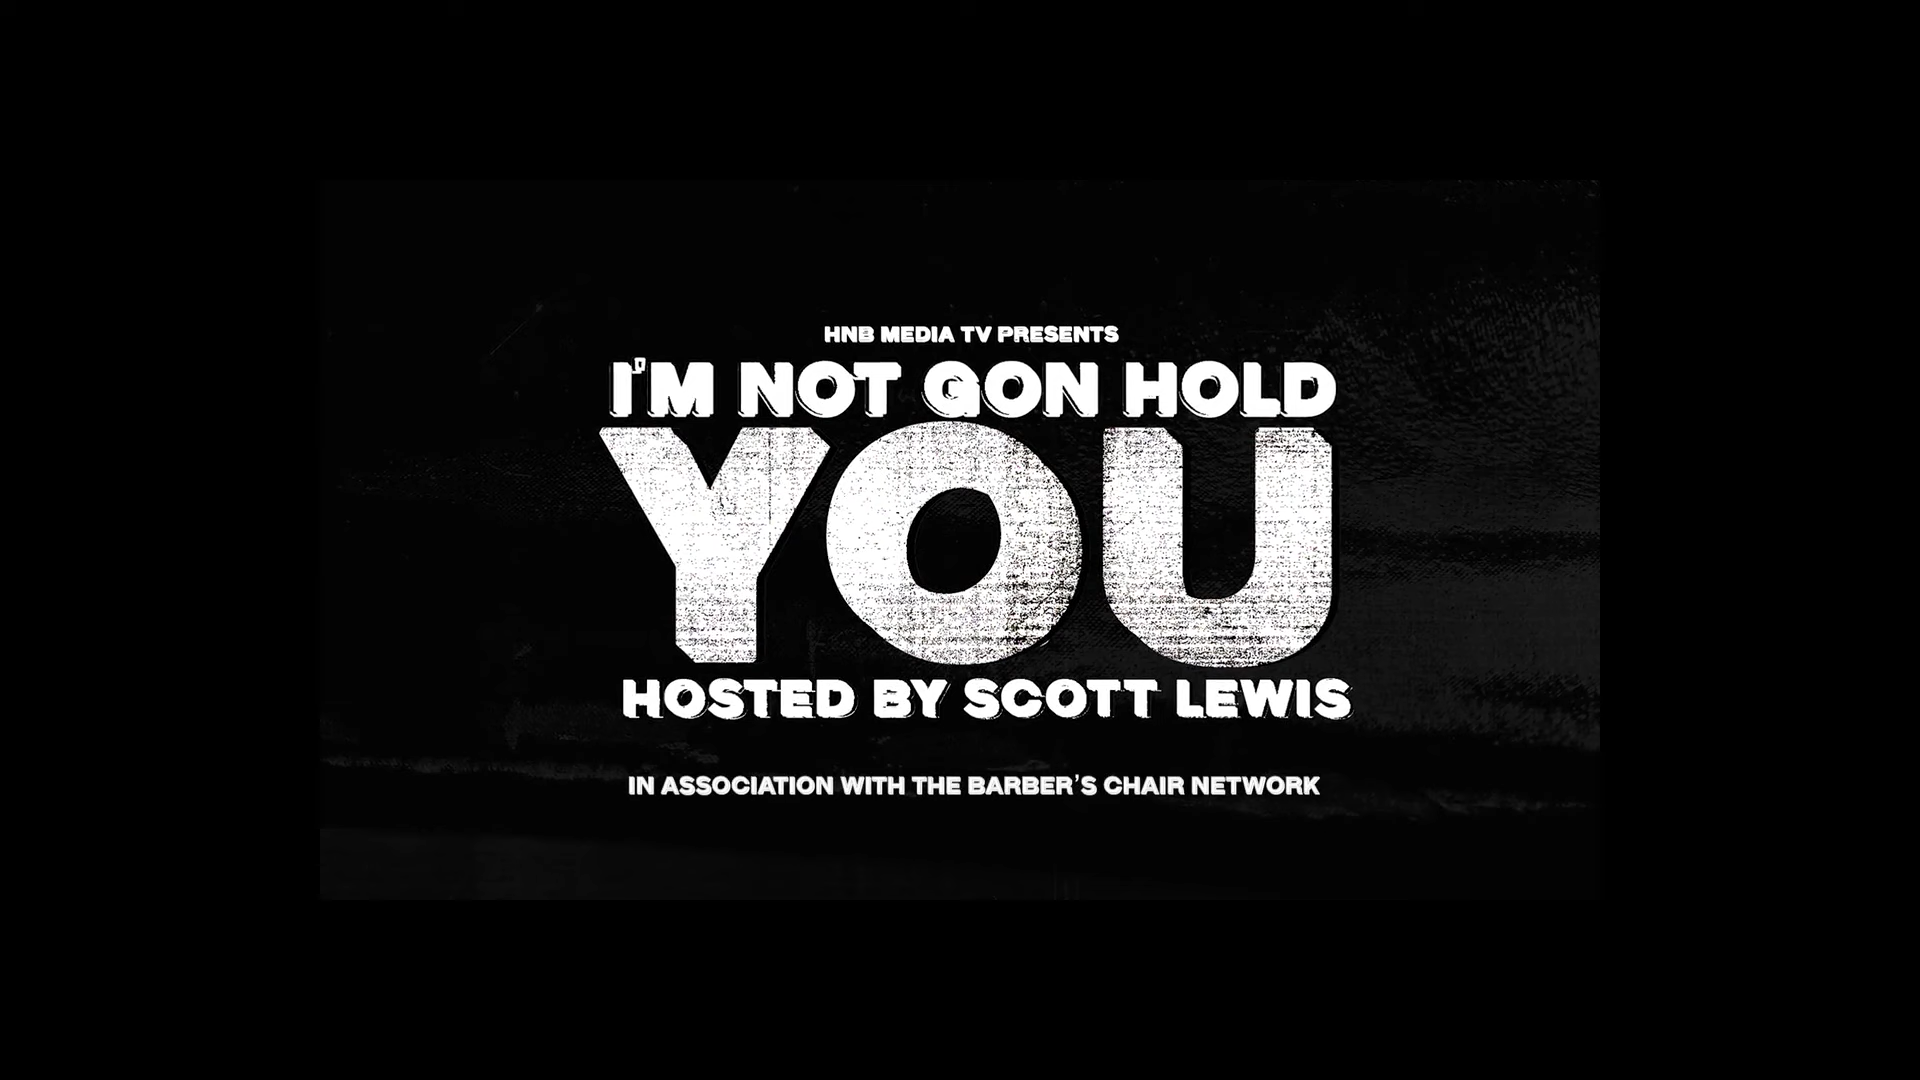 HNB MEDIA TV PRESENTS
I'M NOT GON HOLD
YOU
HOSTED BY SCOTT LEWIS
IN ASSOCIATION WITH THE BARBER'S CHAIR NETWORK